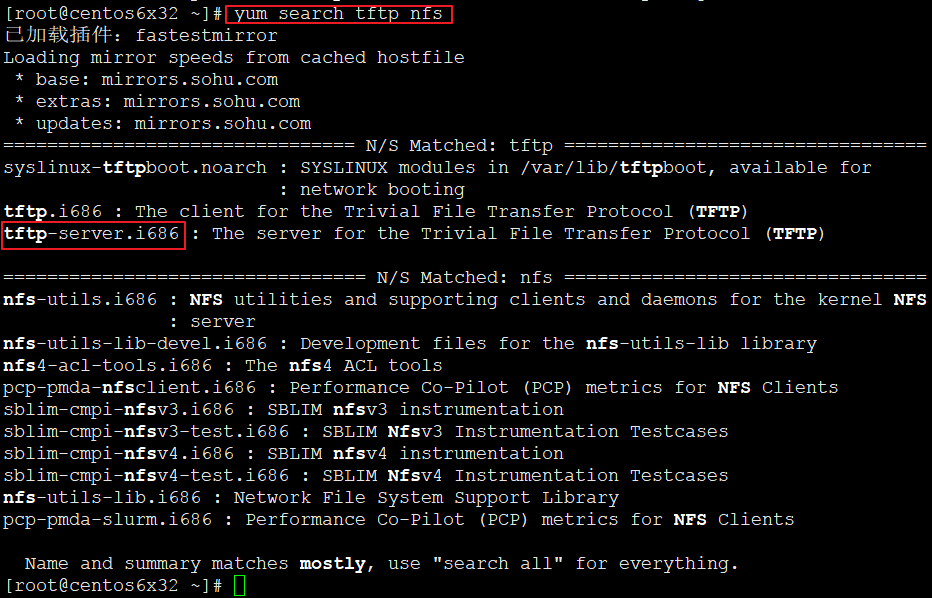 [root@centos6x32 ~]# yum search tftp nfs
已加载插件：fastestmirror
Loading mirror speeds from cached hostfile
 * base: mirrors.sohu.com
 * extras: mirrors.sohu.com
 * updates: mirrors.sohu.com
================================ N/S Matched: tftp ================================
syslinux-tftpboot.noarch : SYSLINUX modules in /var/lib/tftpboot, available for
                         : network booting
tftp.i686 : The client for the Trivial File Transfer Protocol (TFTP)
tftp-server.i686 : The server for the Trivial File Transfer Protocol (TFTP)

================================= N/S Matched: nfs =================================
nfs-utils.i686 : NFS utilities and supporting clients and daemons for the kernel NFS
               : server
nfs-utils-lib-devel.i686 : Development files for the nfs-utils-lib library
nfs4-acl-tools.i686 : The nfs4 ACL tools
pcp-pmda-nfsclient.i686 : Performance Co-Pilot (PCP) metrics for NFS Clients
sblim-cmpi-nfsv3.i686 : SBLIM nfsv3 instrumentation
sblim-cmpi-nfsv3-test.i686 : SBLIM Nfsv3 Instrumentation Testcases
sblim-cmpi-nfsv4.i686 : SBLIM nfsv4 instrumentation
sblim-cmpi-nfsv4-test.i686 : SBLIM Nfsv4 Instrumentation Testcases
nfs-utils-lib.i686 : Network File System Support Library
pcp-pmda-slurm.i686 : Performance Co-Pilot (PCP) metrics for NFS Clients

  Name and summary matches mostly, use "search all" for everything.
[root@centos6x32 ~]#